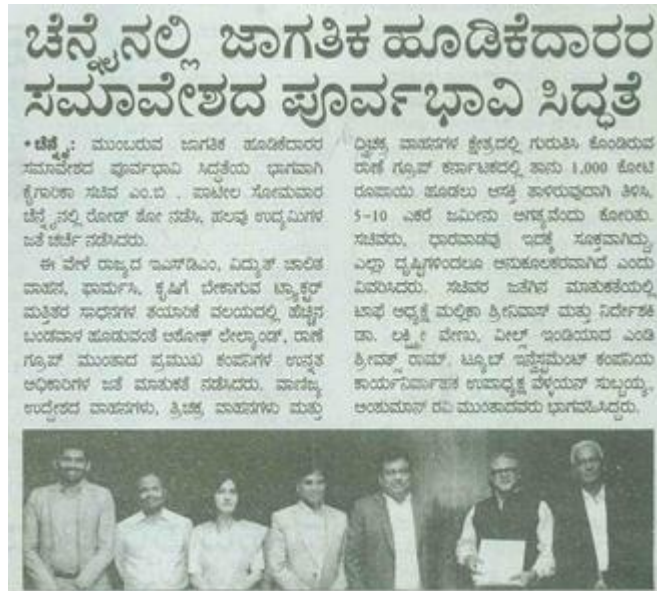 ಚೆನ್ನೈನಲ್ಲಿ ಜಾಗತಿಕ ಹೂಡಿಕೆದಾರರ
ಸಮಾವೇಶದ ಪೂರ್ವಭಾವಿ ಸಿದ್ಧತೆ
• ಚೆನ್ನೈ: ಮುಂಬರುವ ಜಾಗತಿಕ ಹೂಡಿಕೆದಾರರ
ಸಮಾವೇಶದ ಪೂರ್ವಭಾವಿ ಸಿದ್ಧತೆಯ ಭಾಗವಾಗಿ
ಕೈಗಾರಿಕಾ ಸಚಿವ ಎಂ.ಬಿ . ಪಾಟೀಲ ಸೋಮವಾರ
ಚೆನ್ನೈನಲ್ಲಿ ರೋಡ್ ಶೋ ನಡೆಸಿ, ಹಲವು ಉದ್ಯಮಿಗಳ
ಜತೆ ಚರ್ಚೆ ನಡೆಸಿದರು.
ಈ ವೇಳೆ ರಾಜ್ಯದ ಇಎಸ್‌ಡಿಎಂ, ವಿದ್ಯುತ್ ಚಾಲಿತ
ವಾಹನ, ಫಾರ್ಮಸಿ, ಕೃಷಿಗೆ ಬೇಕಾಗುವ ಟ್ರ್ಯಾಕ್ಟರ್
ಮತ್ತಿತರ ಸಾಧನಗಳ ತಯಾರಿಕೆ ವಲಯದಲ್ಲಿ ಹೆಚ್ಚಿನ
ಬಂಡವಾಳ ಹೂಡುವಂತೆ ಅಶೋಕ್ ಲೇಲ್ಯಾಂಡ್, ರಾಣೆ
ಗ್ರೂಪ್ ಮುಂತಾದ ಪ್ರಮುಖ ಕಂಪನಿಗಳ ಉನ್ನತ
ಅಧಿಕಾರಿಗಳ ಜತೆ ಮಾತುಕತೆ ನಡೆಸಿದರು. ವಾಣಿಜ್ಯ
ಉದ್ದೇಶದ ವಾಹನಗಳು, ತ್ರಿಚಕ್ರ ವಾಹನಗಳು ಮತ್ತು
ದ್ವಿಚಕ್ರ ವಾಹನಗಳ ಕ್ಷೇತ್ರದಲ್ಲಿ ಗುರುತಿಸಿ ಕೊಂಡಿರುವ
ರಾಣೆ ಗ್ರೂಪ್ ಕರ್ನಾಟಕದಲ್ಲಿ ತಾನು 1,000 ಕೋಟಿ
ರೂಪಾಯಿ ಹೂಡಲು ಆಸಕ್ತಿ ತಾಳಿರುವುದಾಗಿ ತಿಳಿಸಿ,
5-10 ಎಕರೆ ಜಮೀನು ಅಗತ್ಯವೆಂದು ಕೋರಿತು.
ಸಚಿವರು, ಧಾರವಾಡವು ಇದಕ್ಕೆ ಸೂಕ್ತವಾಗಿದ್ದು,
ಎಲ್ಲಾ ದೃಷ್ಟಿಗಳಿಂದಲೂ ಅನುಕೂಲಕರವಾಗಿದೆ ಎಂದು
ವಿವರಿಸಿದರು. ಸಚಿವರ ಜತೆಗಿನ ಮಾತುಕತೆಯಲ್ಲಿ
ಟಾಫೆ ಅಧ್ಯಕ್ಷೆ ಮಲ್ಲಿಕಾ ಶ್ರೀನಿವಾಸ್ ಮತ್ತು ನಿರ್ದೇಶಕಿ
ಡಾ. ಲಕ್ಷ್ಮೀ ವೇಣು, ವೀಲ್ಸ್ ಇಂಡಿಯಾದ ಎಂಡಿ
ಶ್ರೀವತ್ಸ್ ರಾಮ್, ಟ್ಯೂಬ್ ಇನ್ವೆಸ್ಟಮೆಂಟ್ ಕಂಪನಿಯ
ಕಾರ್ಯನಿರ್ವಾಹಕ ಉಪಾಧ್ಯಕ್ಷ ವೆಳ್ಳಯನ್ ಸುಬ್ಬಯ್ಯ,
ಅಂಶುಮಾನ್ ರವಿ ಮುಂತಾದವರು ಭಾಗವಹಿಸಿದ್ದರು.